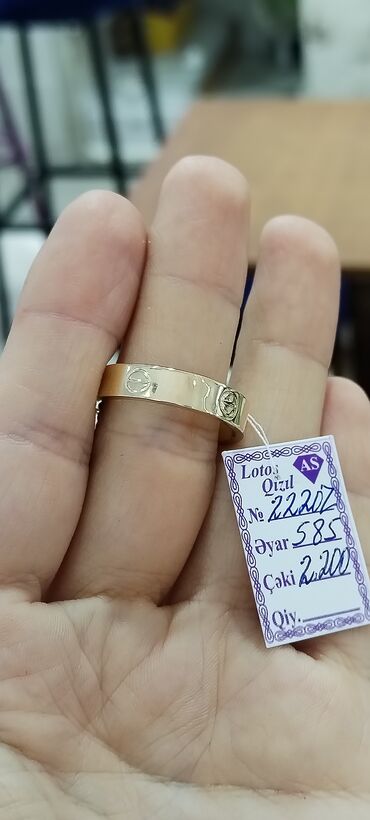 Lotos AS
Qızıl
№ 22207
Əyar 585
Çəki 2.200
Qiy.